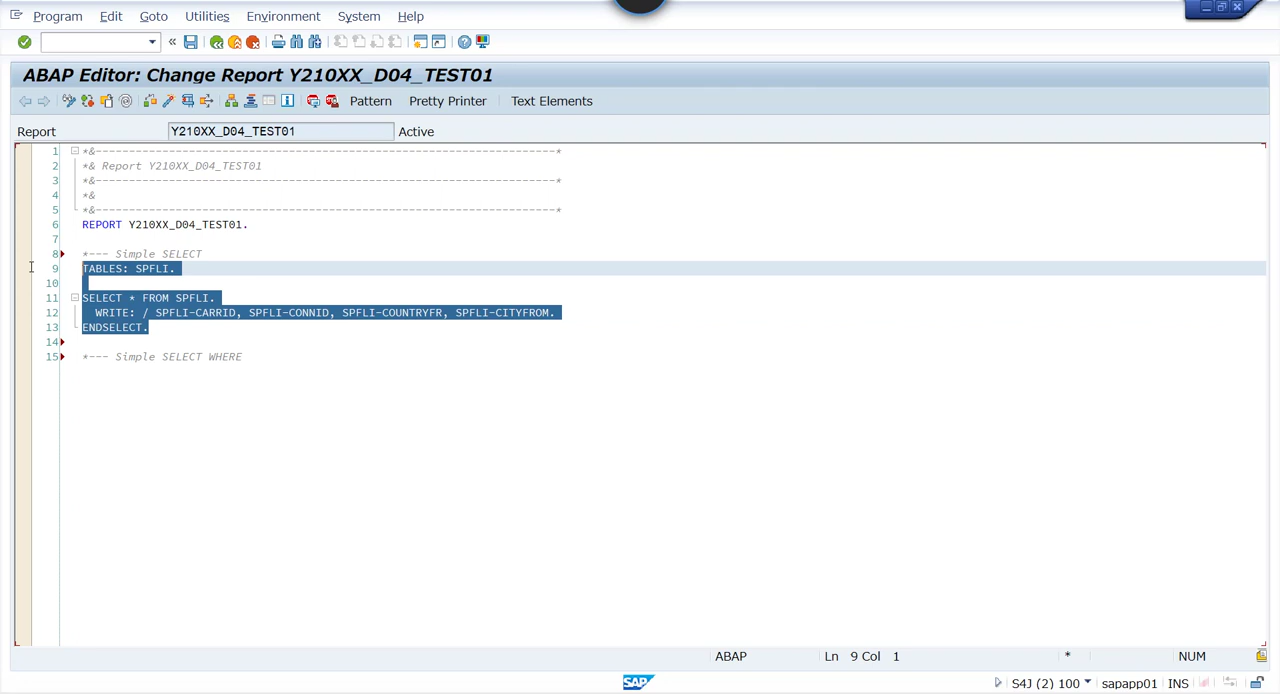 Program Edit Goto Utilities Environment System Help
«
ABAP Editor: Change Report Y210XX_D04_TEST01
Pattern Pretty Printer Text Elements
Report Y210XX_D04_TEST01 Active
1 *&---------------------------------------------------------------------*
2 *& Report Y210XX_D04_TEST01
3 *&---------------------------------------------------------------------*
4 *&
5 *&---------------------------------------------------------------------*
6 REPORT Y210XX_D04_TEST01.
7
8 *--- Simple SELECT
9 TABLES: SPFLI.
10
11 SELECT * FROM SPFLI.
12 WRITE: / SPFLI-CARRID, SPFLI-CONNID, SPFLI-COUNTRYFR, SPFLI-CITYFROM.
13 ENDSELECT.
14
15 *--- Simple SELECT WHERE
ABAP Ln 9 Col 1 * NUM
SAP S4J (2) 100 sapapp01 INS